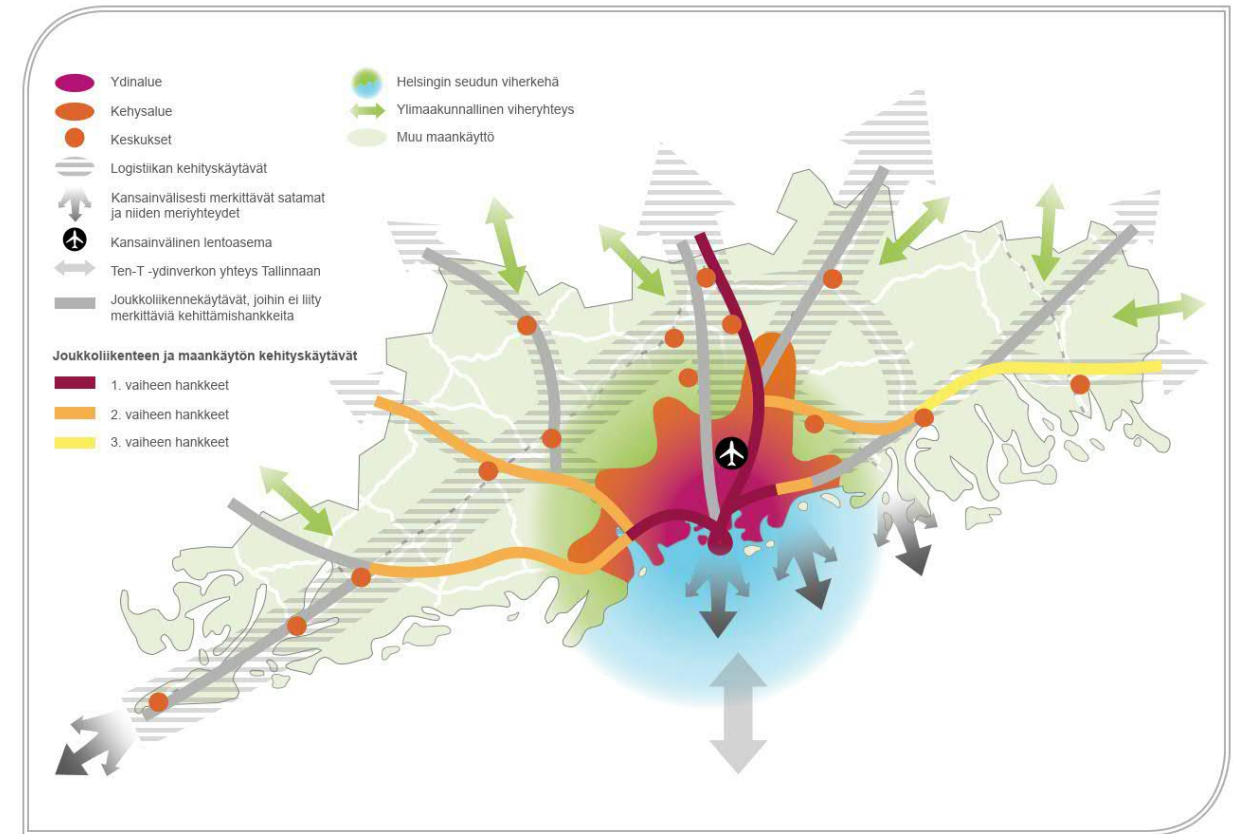 Ydinalue
Kehysalue
Keskukset
Logistiikan kehityskäytävät
Kansainvälisesti merkittävät satamat
ja niiden meriyhteydet
Kansainvälinen lentoasema
Ten-T -ydinverkon yhteys Tallinnaan
Joukkoliikennekäytävät, joihin ei liity
merkittäviä kehittämishankkeita
Joukkoliikenteen ja maankäytön kehityskäytävät
1. vaiheen hankkeet
2. vaiheen hankkeet
3. vaiheen hankkeet
Helsingin seudun viherkehä
Ylimaakunnallinen viheryhteys
Muu maankäyttö